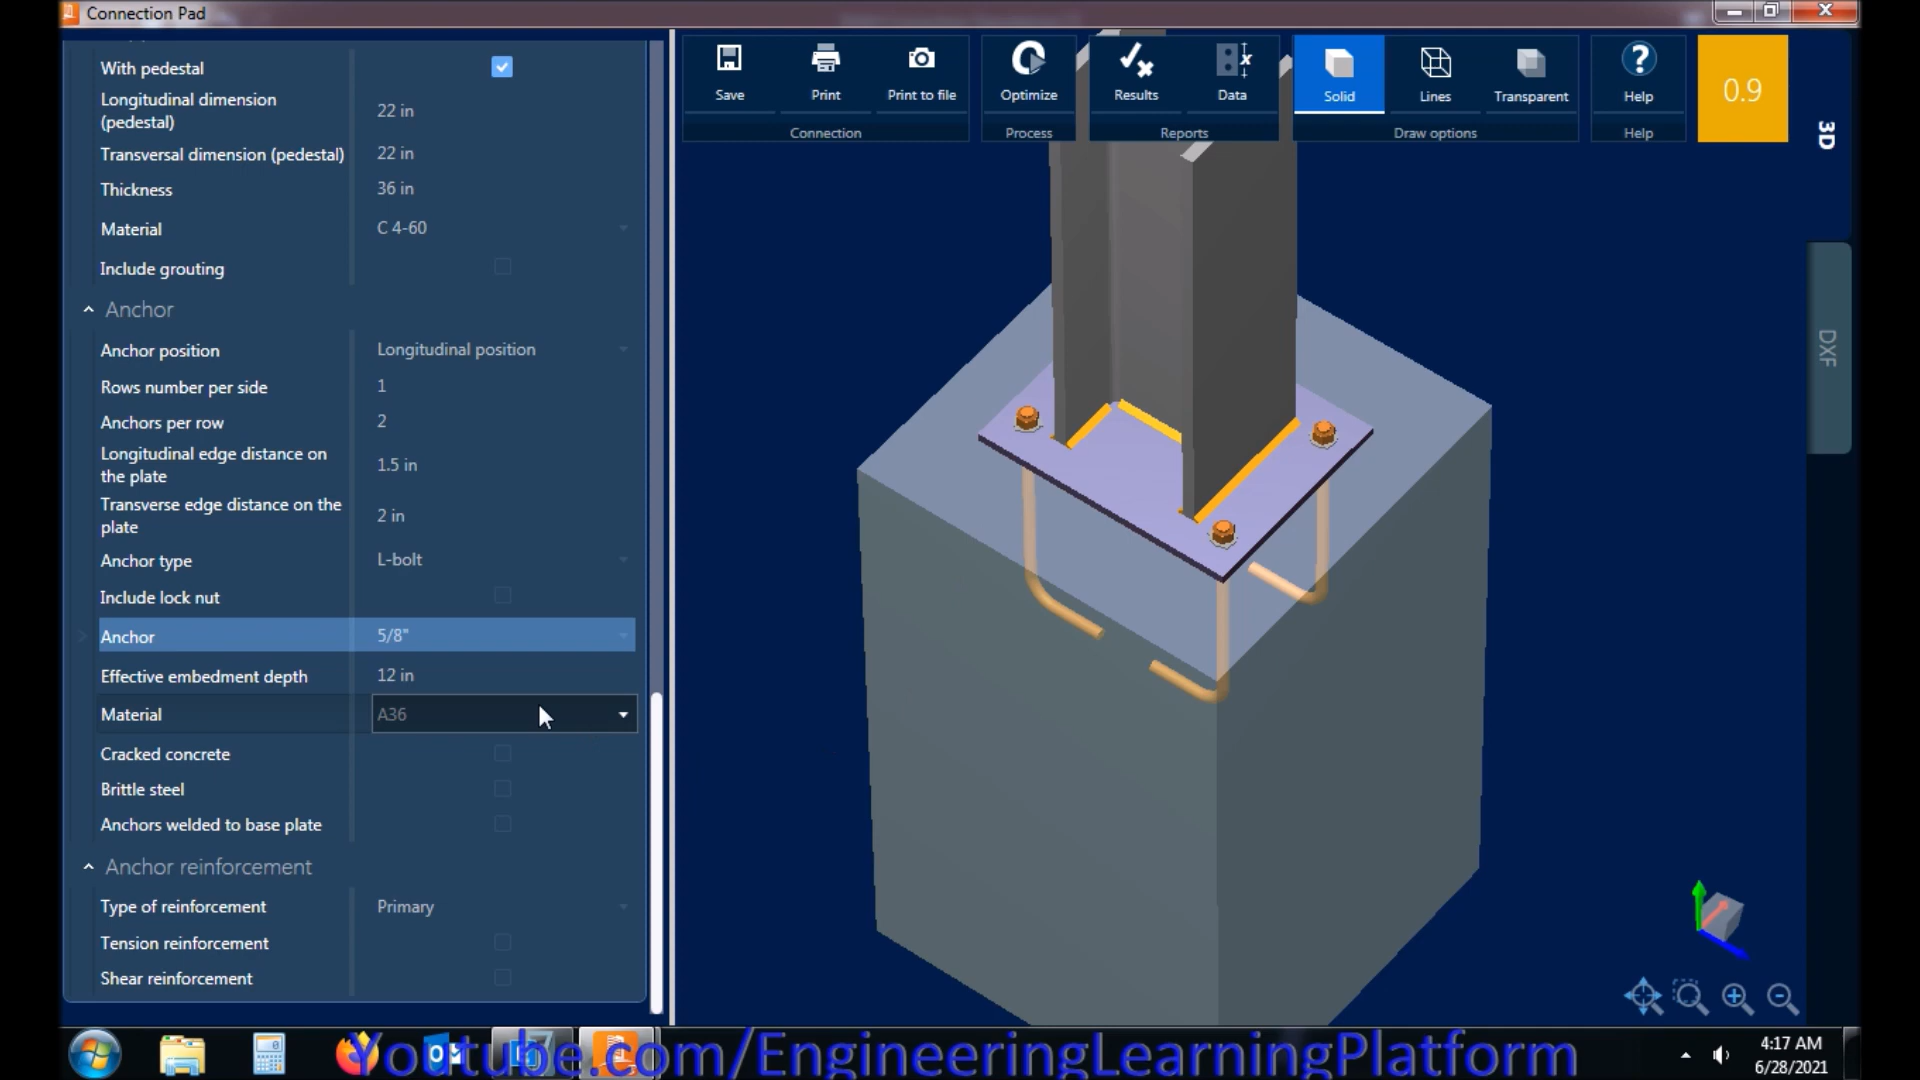 Connection Pad
With pedestal
Longitudinal dimension
(pedestal)
22 in
Transversal dimension (pedestal)
22 in
Thickness
36 in
Material
C 4-60
Include grouting
Anchor
Anchor position
Longitudinal position
Rows number per side
1
Anchors per row
2
Longitudinal edge distance on
the plate
1.5 in
Transverse edge distance on the
plate
2 in
Anchor type
L-bolt
Include lock nut
Anchor
5/8"
Effective embedment depth
12 in
Material
A36
Cracked concrete
Brittle steel
Anchors welded to base plate
Anchor reinforcement
Type of reinforcement
Primary
Tension reinforcement
Shear reinforcement
Save
Print
Print to file
Connection
Optimize
Process
Results
Data
Reports
Solid
Lines
Transparent
Draw options
Help
Help
0.9
3D
DXF
Youtube.com/EngineeringLearningPlatform
4:17 AM
6/28/2021